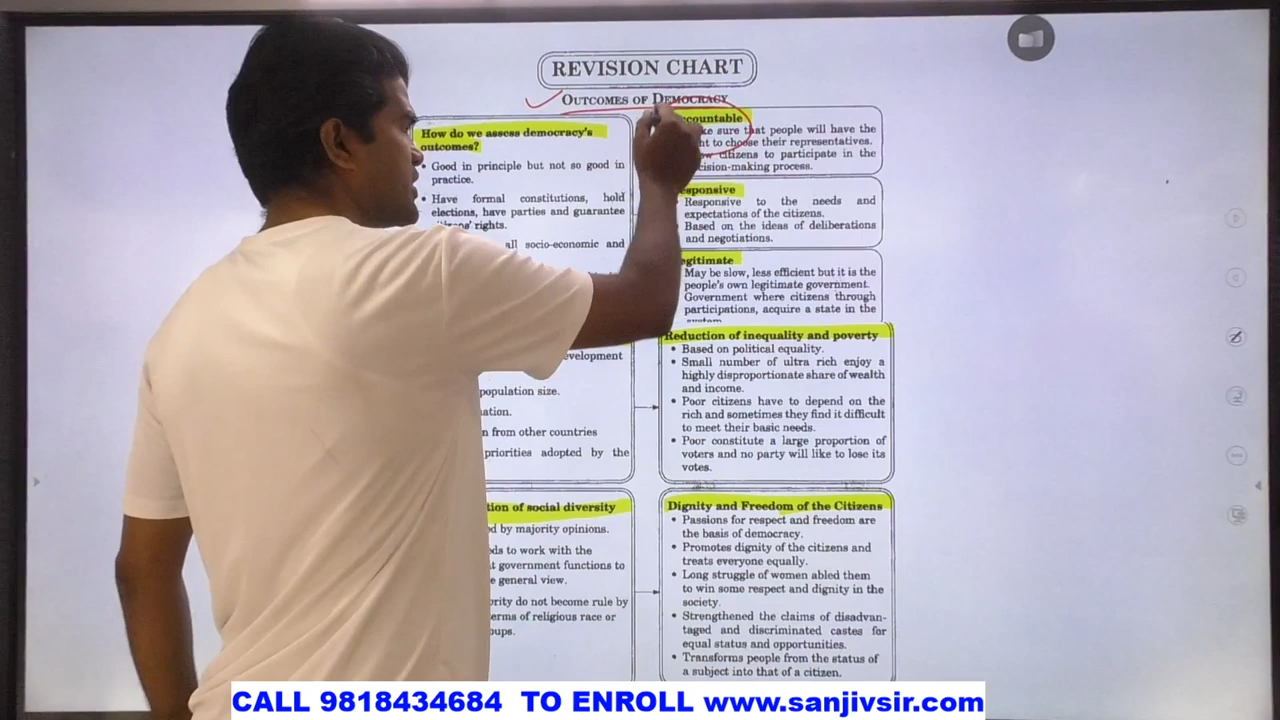 REVISION CHART
OUTCOMES OF DEMOCRACY
How do we assess democracy's
outcomes?
• Good in principle but not so good in
practice.
• Have formal constitutions, hold
elections, have parties and guarantee
rights.
all socio-economic and
evelopment
population size.
ation.
n from other countries
priorities adopted by the
tion of social diversity
d by majority opinions.
ds to work with the
t government functions to
e general view.
ority do not become rule by
erms of religious race or
oups.
ccountable
ke sure that people will have the
ht to choose their representatives.
ow citizens to participate in the
cision-making process.
sponsive
Responsive to the needs and
expectations of the citizens.
Based on the ideas of deliberations
and negotiations.
gitimate
May be slow, less efficient but it is the
people's own legitimate government.
Government where citizens through
participations, acquire a state in the
Reduction of inequality and poverty
• Based on political equality.
• Small number of ultra rich enjoy a
highly disproportionate share of wealth
and income.
• Poor citizens have to depend on the
rich and sometimes they find it difficult
to meet their basic needs.
• Poor constitute a large proportion of
voters and no party will like to lose its
votes.
Dignity and Freedom of the Citizens
• Passions for respect and freedom are
the basis of democracy.
• Promotes dignity of the citizens and
treats everyone equally.
• Long struggle of women abled them
to win some respect and dignity in the
society.
• Strengthened the claims of disadvan-
taged and discriminated castes for
equal status and opportunities.
• Transforms people from the status of
a subject into that of a citizen.
CALL 9818434684 TO ENROLL www.sanjivsir.com